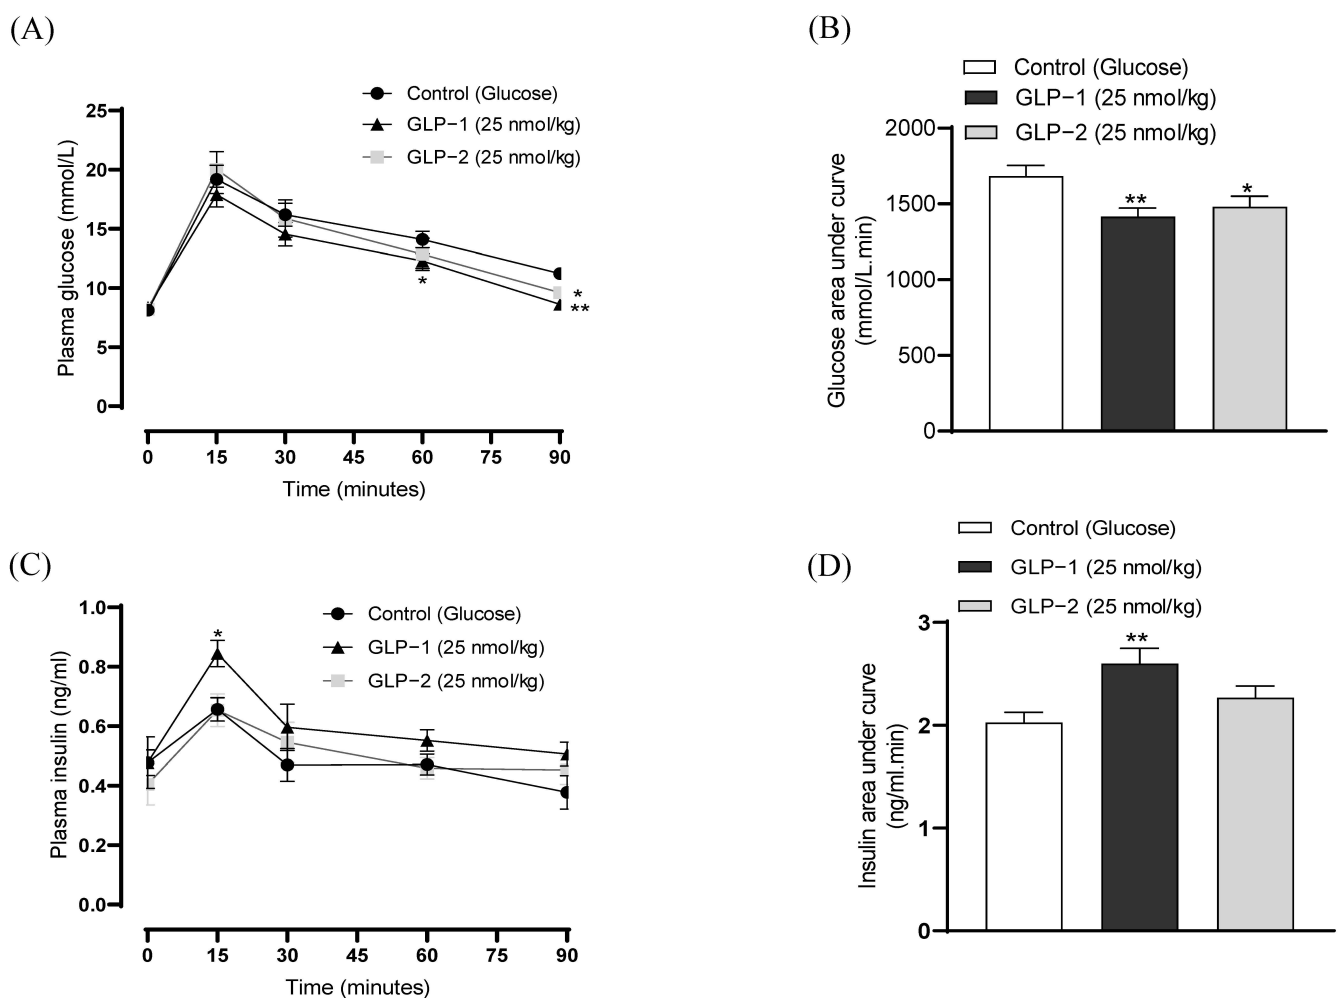 (A)
Control (Glucose)
GLP−1 (25 nmol/kg)
GLP−2 (25 nmol/kg)
Plasma glucose (mmol/L)
25
20
15
10
5
0
*
*
**
0 15 30 45 60 75 90
Time (minutes)
(B)
Control (Glucose)
GLP−1 (25 nmol/kg)
GLP−2 (25 nmol/kg)
Glucose area under curve
(mmol/L.min)
2000
1500
1000
500
0
**
*
(C)
Control (Glucose)
GLP−1 (25 nmol/kg)
GLP−2 (25 nmol/kg)
Plasma insulin (ng/ml)
1.0
0.8
0.6
0.4
0.2
0.0
*
0 15 30 45 60 75 90
Time (minutes)
(D)
Control (Glucose)
GLP−1 (25 nmol/kg)
GLP−2 (25 nmol/kg)
Insulin area under curve
(ng/ml.min)
3
2
1
0
**